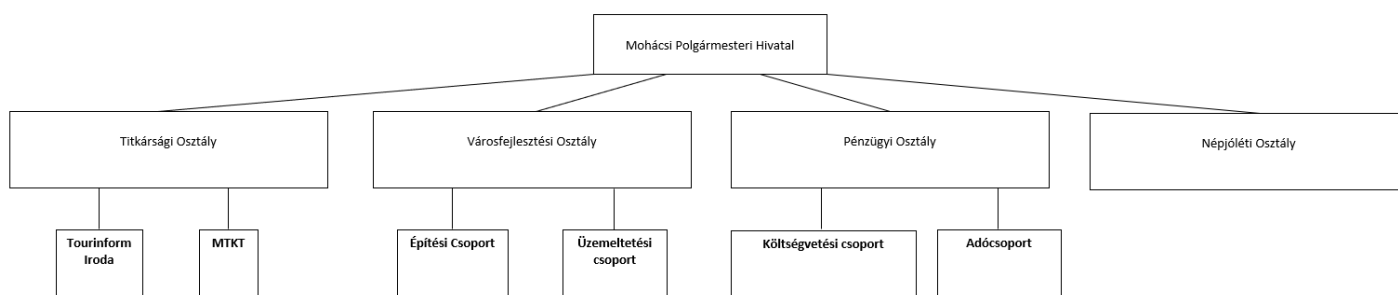 Mohácsi Polgármesteri Hivatal
Titkársági Osztály
Városfejlesztési Osztály
Pénzügyi Osztály
Népjóléti Osztály
Tourinform
Iroda
MTKT
Építési Csoport
Üzemeltetési
csoport
Költségvetési csoport
Adócsoport